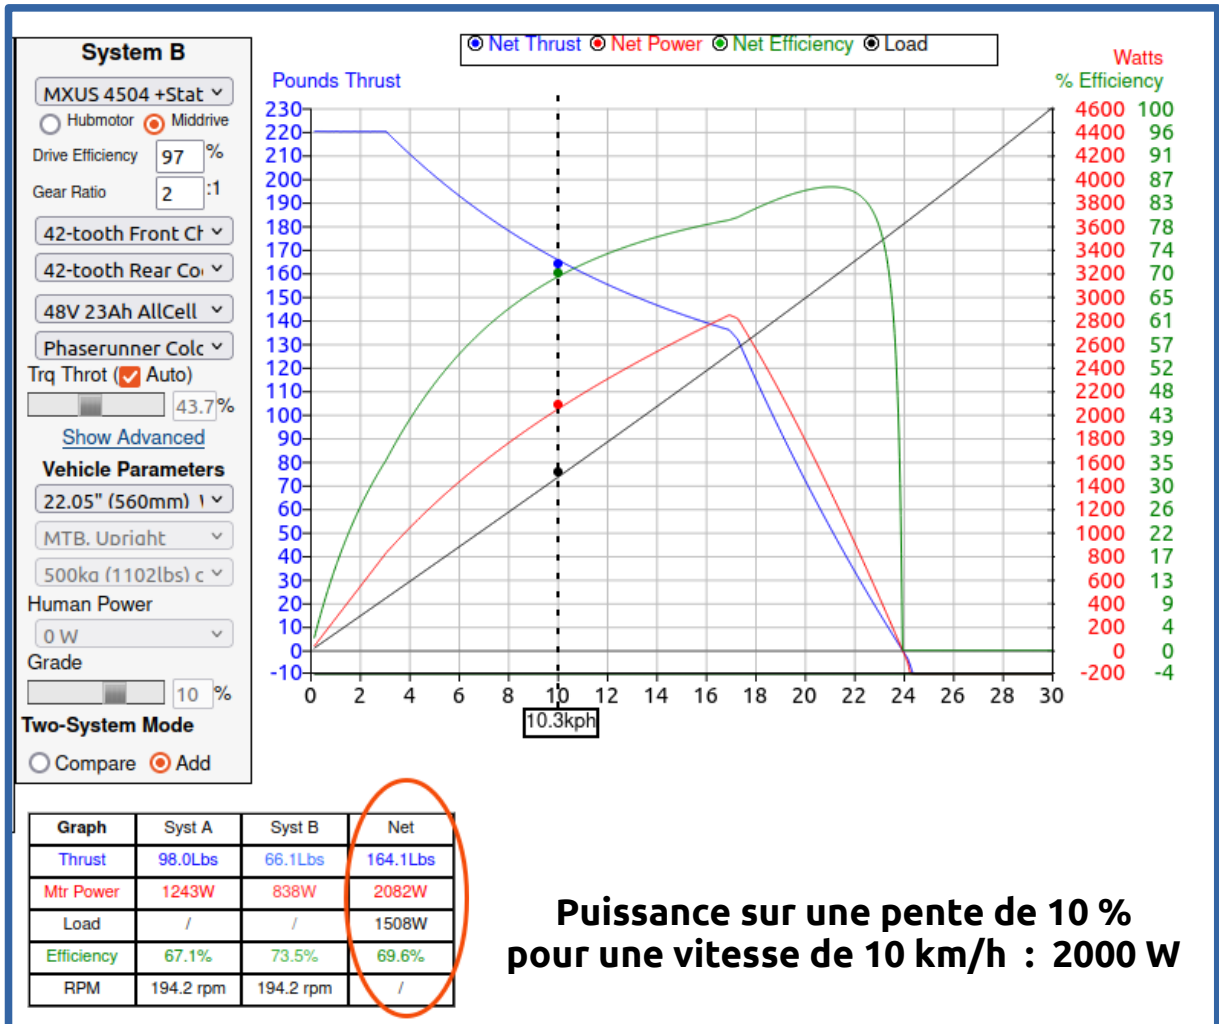 System B
MXUS 4504 +Stat
Hubmotor Middrive
Drive Efficiency 97 %
Gear Ratio 2 :1
42-tooth Front Ch
42-tooth Rear Co
48V 23Ah AllCell
Phaserunner Colc
Trq Throt ( Auto)
43.7%
Show Advanced
Vehicle Parameters
22.05" (560mm)
MTB. Upright
500kg (1102lbs) c
Human Power
0 W
Grade
10 %
Two-System Mode
Compare Add
Net Thrust Net Power Net Efficiency Load
Pounds Thrust
Watts
% Efficiency
230 4600 100
220 4400 96
210 4200 91
200 4000 87
190 3800 83
180 3600 78
170 3400 74
160 3200 70
150 3000 65
140 2800 61
130 2600 57
120 2400 52
110 2200 48
100 2000 43
90 1800 39
80 1600 35
70 1400 30
60 1200 26
50 1000 22
40 800 17
30 600 13
20 400 9
10 200 4
0 0 0
-10 -200 -4
0 2 4 6 8 10 12 14 16 18 20 22 24 26 28 30
10.3kph
Graph Syst A Syst B Net
Thrust 98.0Lbs 66.1Lbs 164.1Lbs
Mtr Power 1243W 838W 2082W
Load / / 1508W
Efficiency 67.1% 73.5% 69.6%
RPM 194.2 rpm 194.2 rpm /
Puissance sur une pente de 10 %
pour une vitesse de 10 km/h : 2000 W